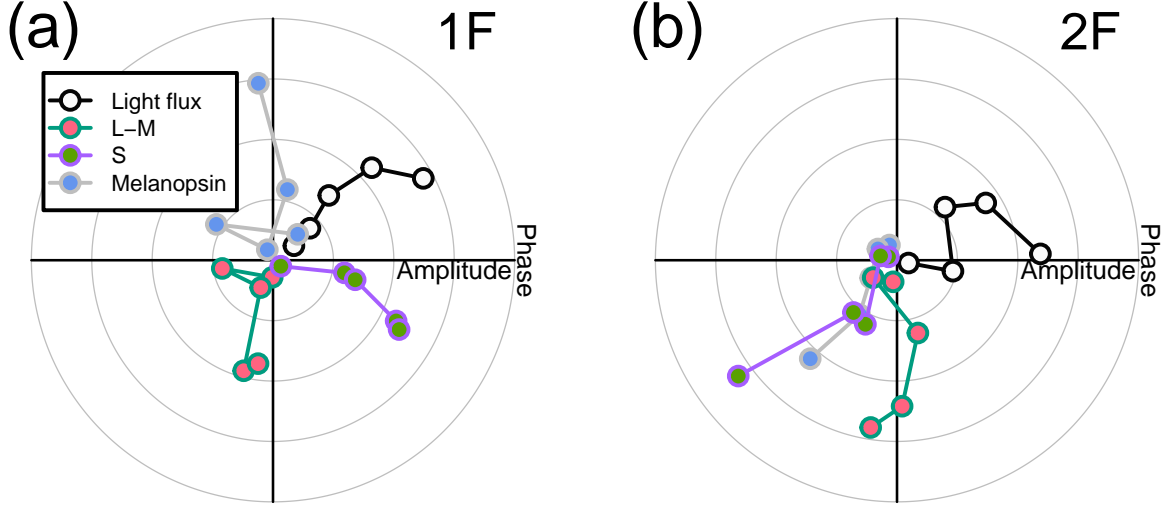 (a)
1F
Light flux
L−M
S
Melanopsin
Amplitude
Phase
(b)
2F
Amplitude
Phase